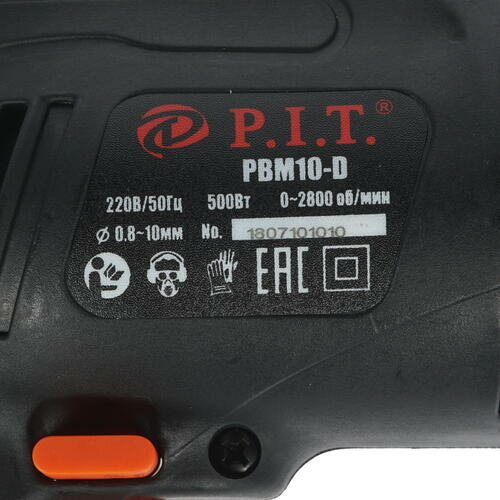 P.I.T.®
PBM10-D
220В/50Гц 500Вт 0~2800 об/мин
Ø 0.8~10мм No. 1807101010
EAC